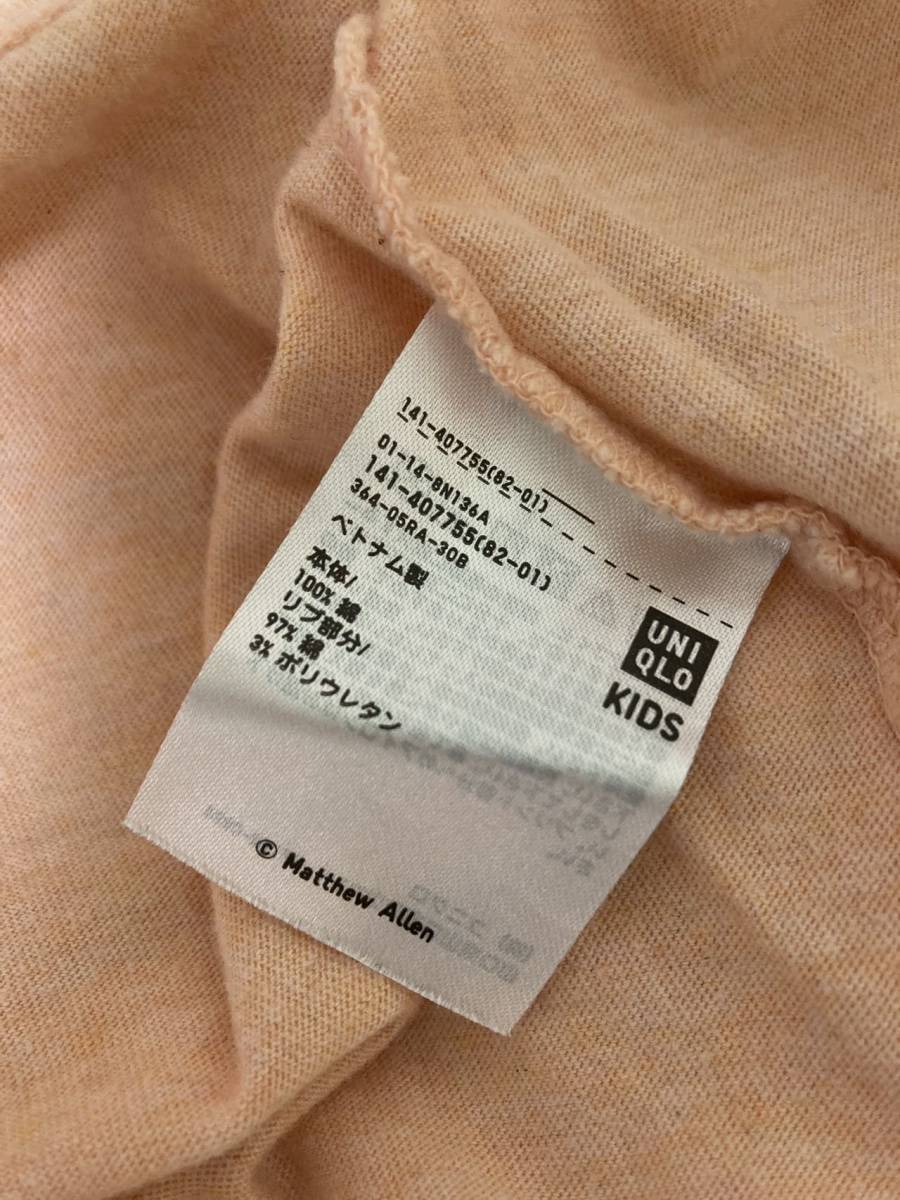 141-407755(82-01)
01-14-8N136A
141-407755(82-01)
364-05RA-30B
ベトナム製
本体/
100% 綿
リブ部分/
97% 綿
3% ポリウレタン
UNI
QLO
KIDS
© Matthew Allen